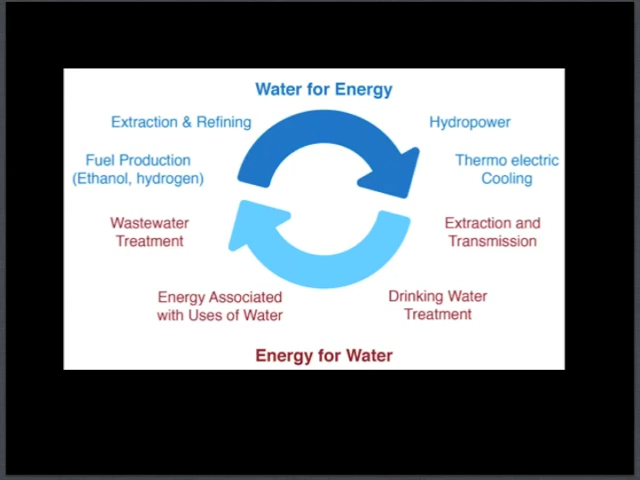 Water for Energy
Extraction & Refining
Hydropower
Fuel Production
(Ethanol, hydrogen)
Thermo electric
Cooling
Wastewater
Treatment
Extraction and
Transmission
Energy Associated
with Uses of Water
Drinking Water
Treatment
Energy for Water